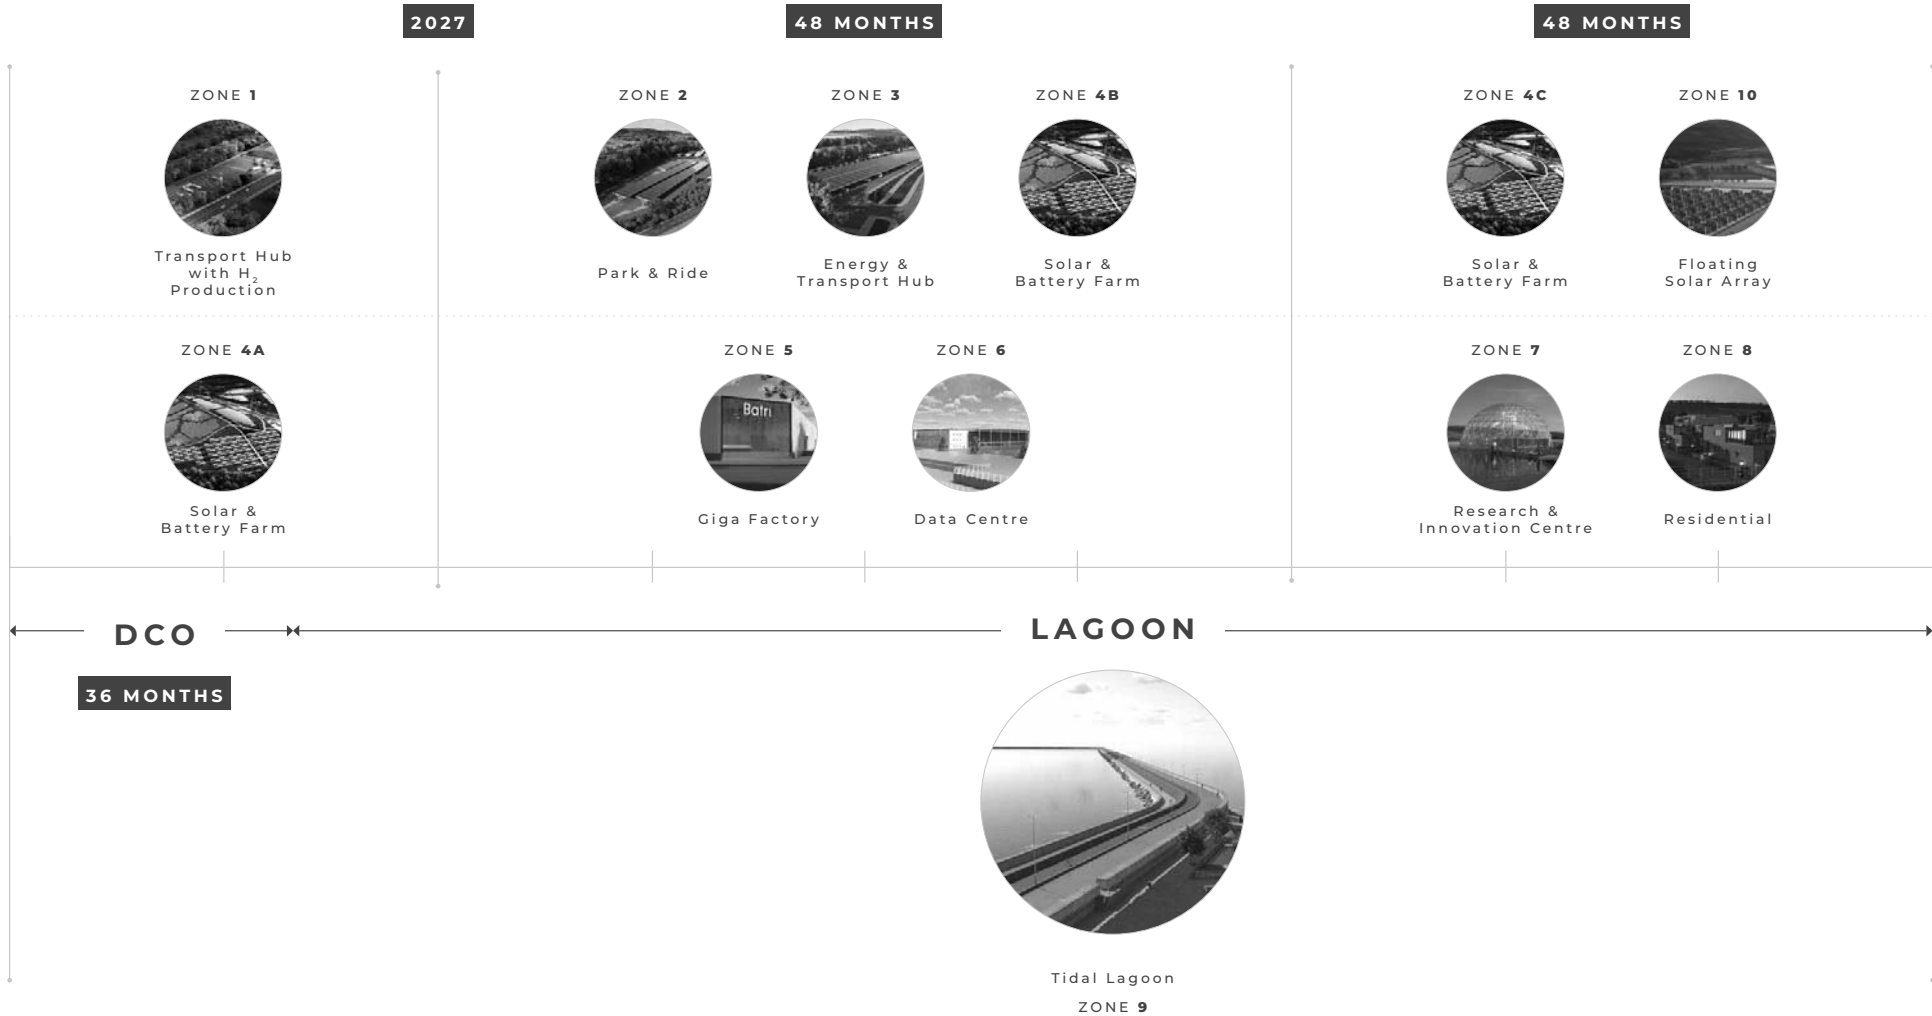 2027
48 MONTHS
48 MONTHS
ZONE 1
ZONE 2
ZONE 3
ZONE 4B
ZONE 4C
ZONE 10
Transport Hub
with H₂
Production
Park & Ride
Energy &
Transport Hub
Solar &
Battery Farm
Solar &
Battery Farm
Floating
Solar Array
ZONE 4A
ZONE 5
ZONE 6
ZONE 7
ZONE 8
Batri
Solar &
Battery Farm
Giga Factory
Data Centre
Research &
Innovation Centre
Residential
DCO
LAGOON
36 MONTHS
Tidal Lagoon
ZONE 9